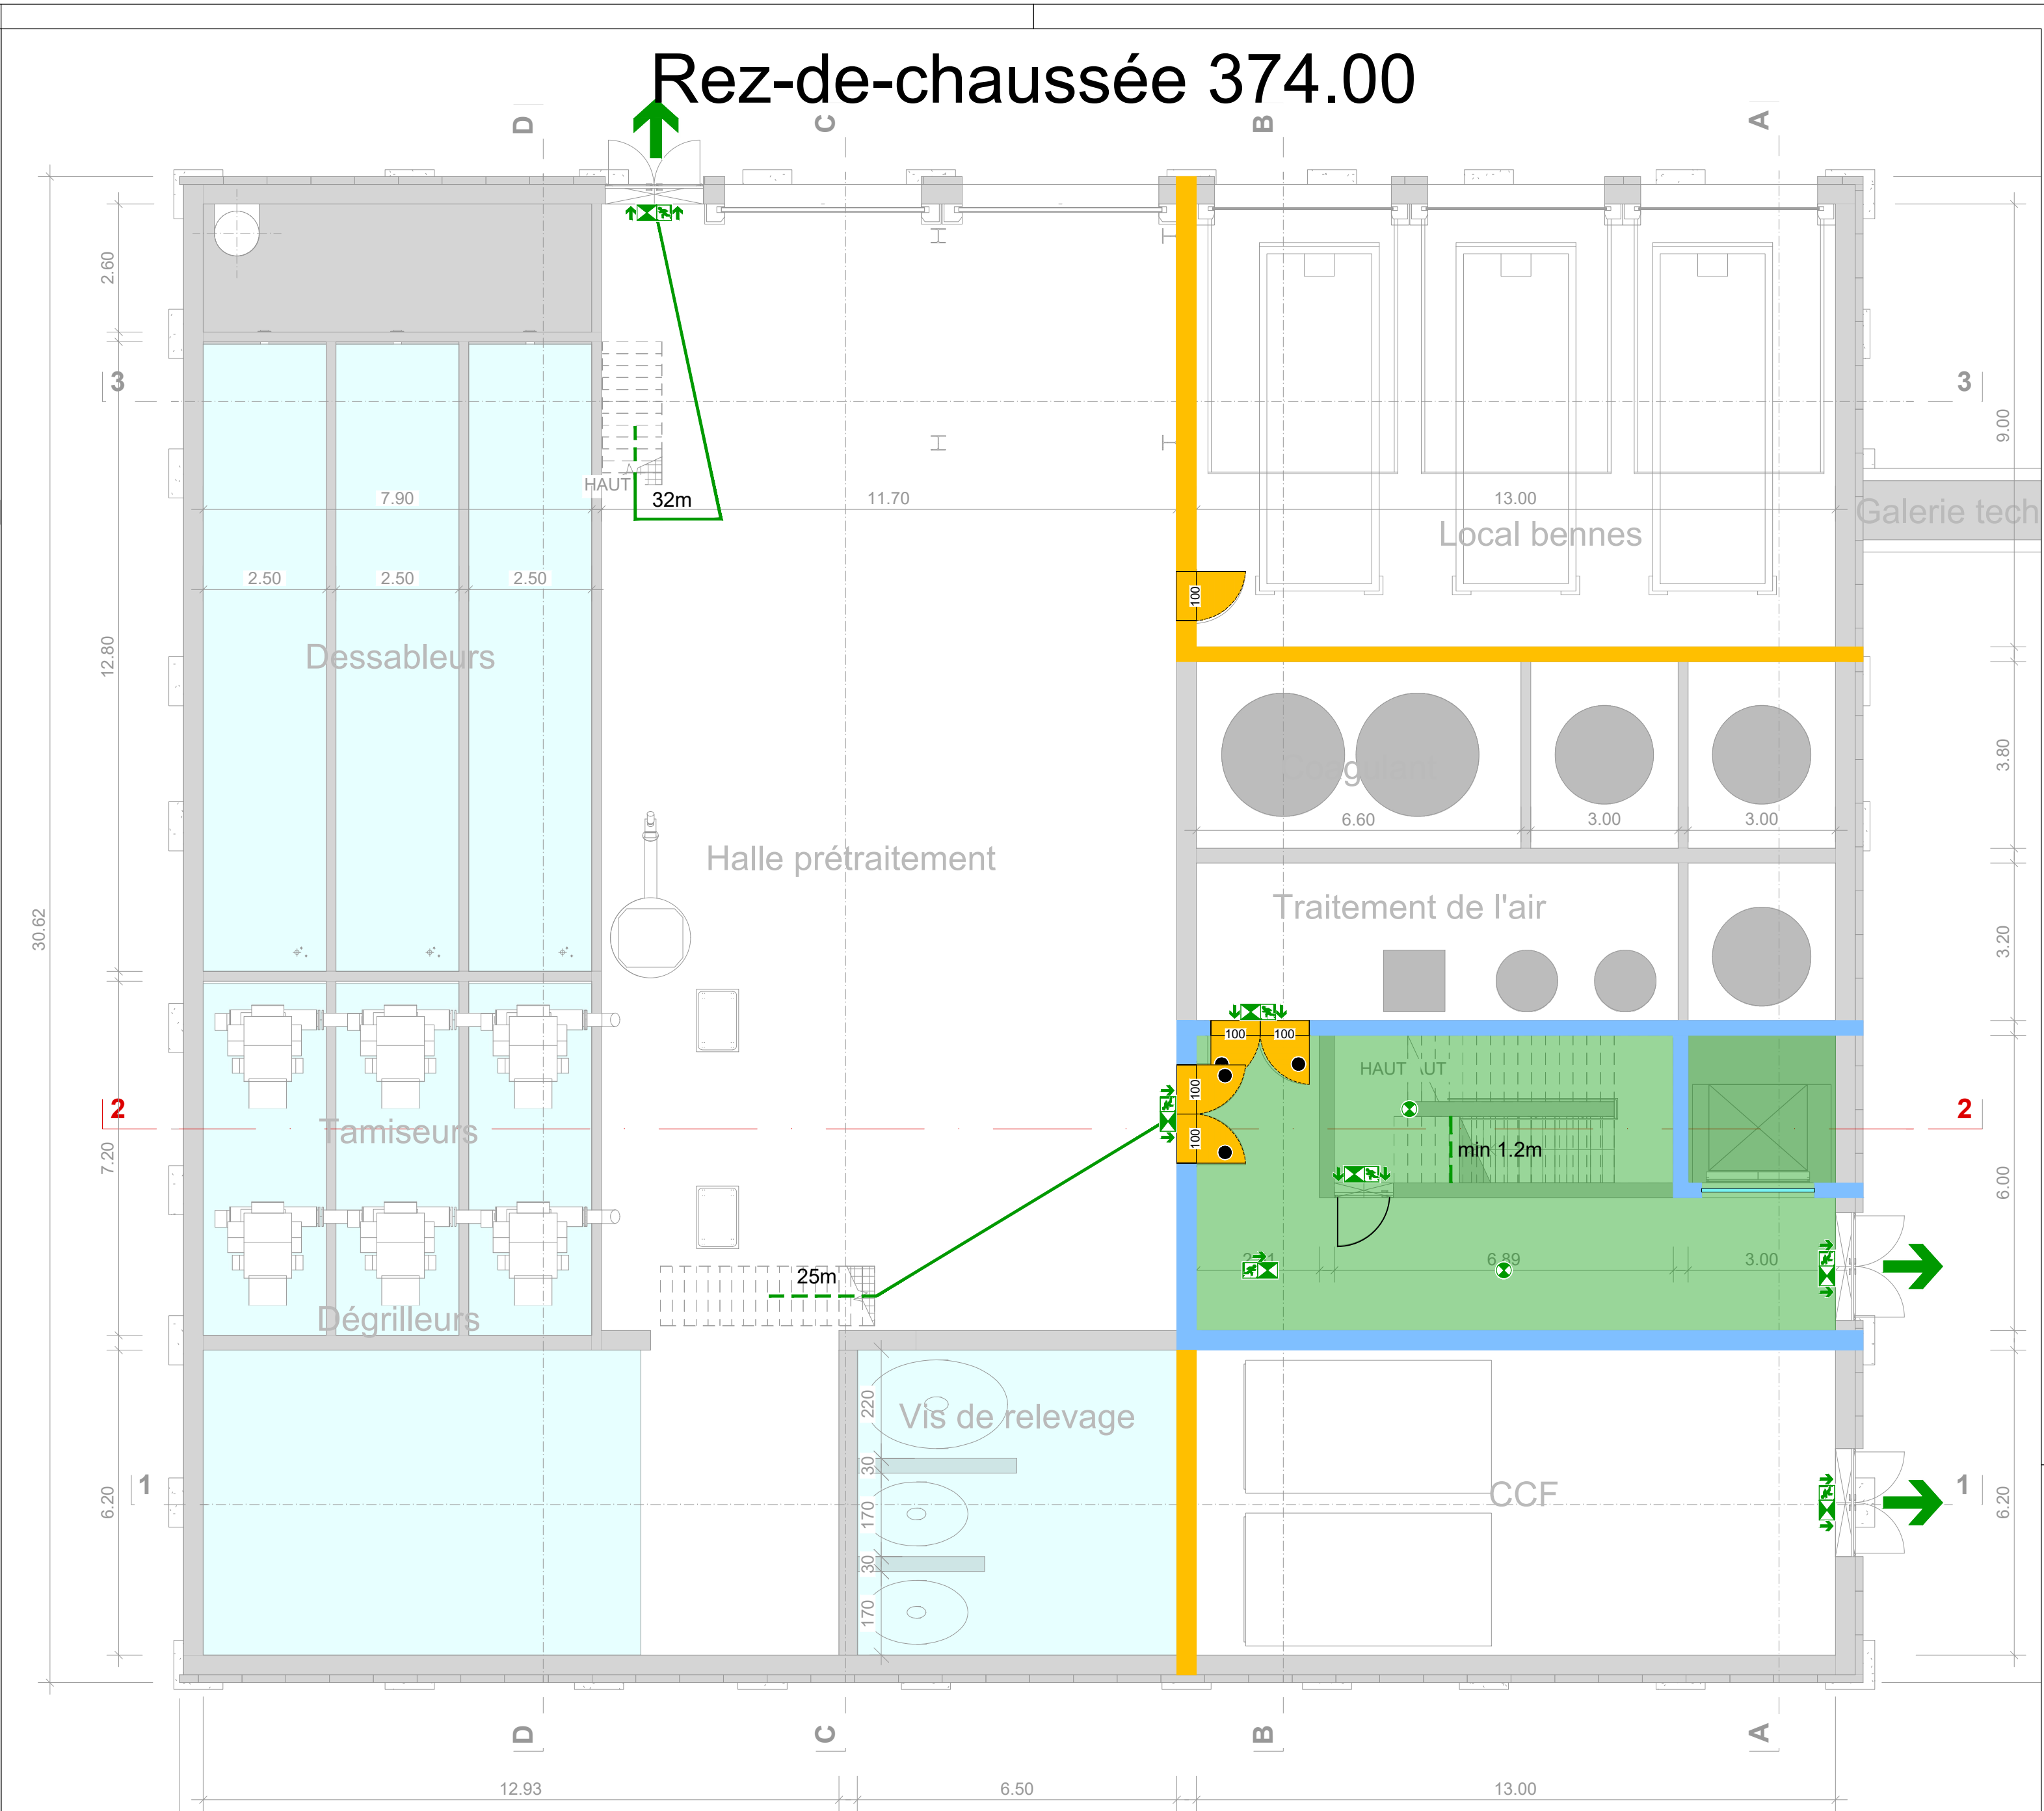 Rez-de-chaussée 374.00
D
C
B
A
2.60
3
3
9.00
HAUT
32m
7.90
11.70
13.00
Galerie tech
Local bennes
2.50
2.50
2.50
100
12.80
Dessableurs
3.80
6.60
3.00
3.00
Halle prétraitement
Traitement de l'air
30.62
3.20
100
100
HAUT
100
2
2
Tamiseurs
100
min 1.2m
7.20
6.00
6.89
3.00
25m
Dégrilleurs
220
Vis de relevage
30
1
1
CCF
6.20
170
6.20
30
170
D
C
B
A
12.93
6.50
13.00